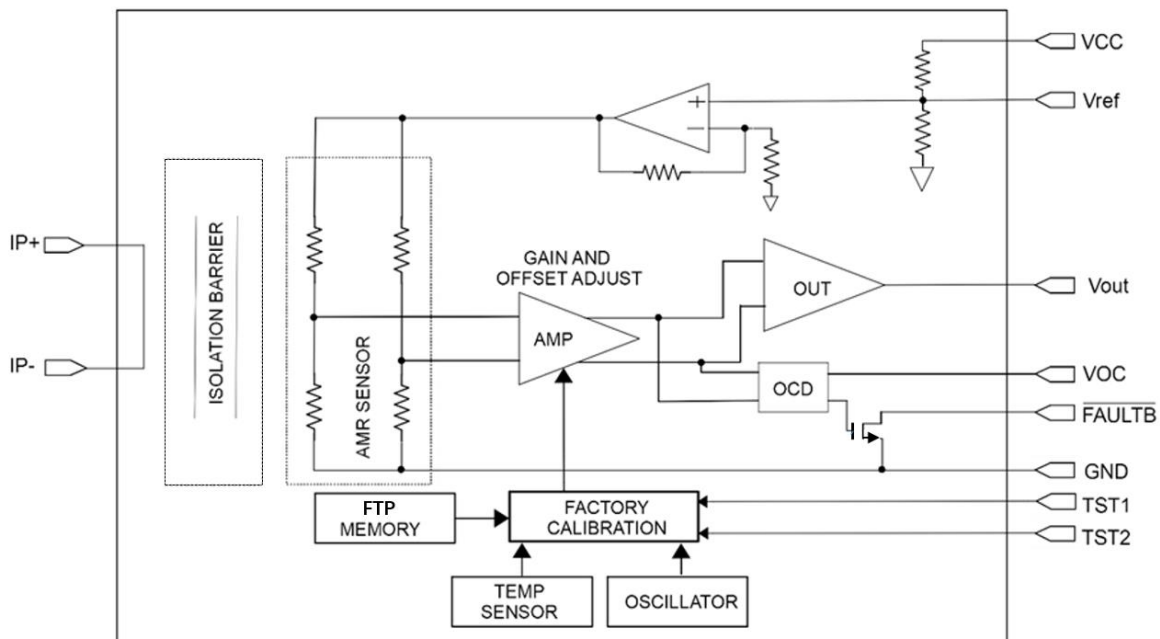 VCC
Vref
+
−
IP+
IP-
ISOLATION BARRIER
AMR SENSOR
GAIN AND
OFFSET ADJUST
AMP
OUT
Vout
OCD
VOC
FAULTB
GND
TST1
TST2
FTP
MEMORY
FACTORY
CALIBRATION
TEMP
SENSOR
OSCILLATOR